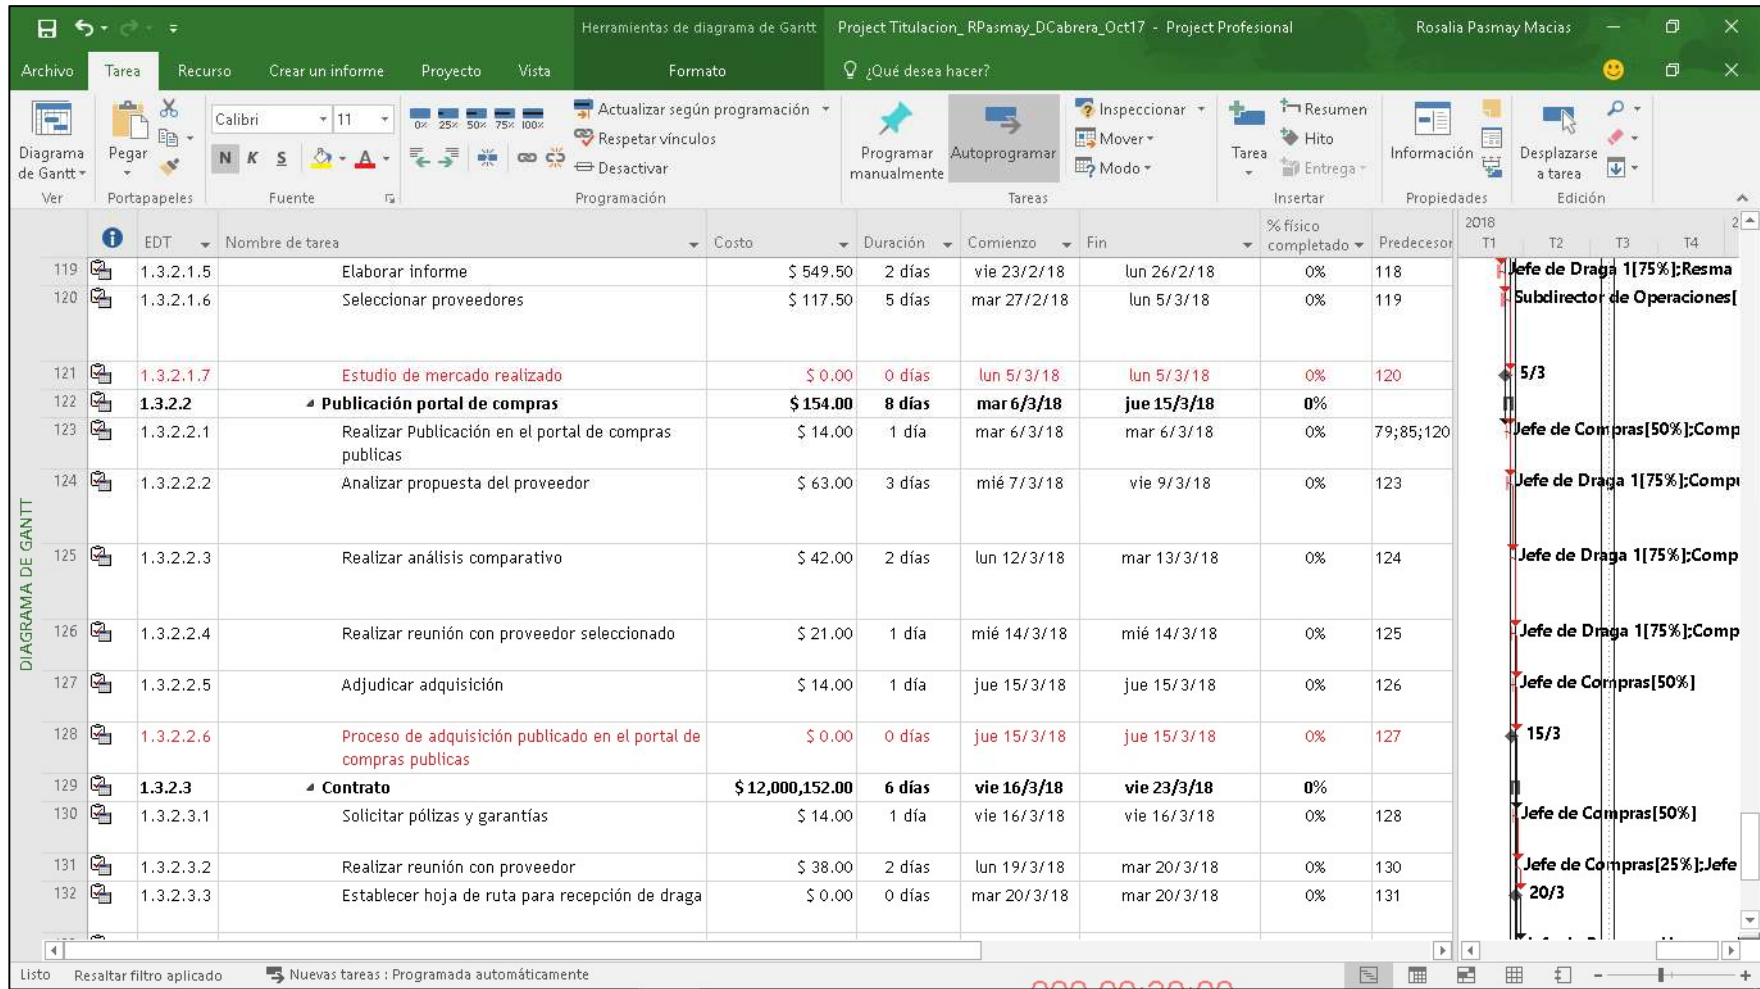 Herramientas de diagrama de Gantt Project Titulacion_ RPasmay_DCabrera_Oct17 - Project Profesional Rosalia Pasmay Macias
Archivo Tarea Recurso Crear un informe Proyecto Vista Formato ¿Qué desea hacer?
Diagrama de Gantt
Ver
Pegar
Portapapeles
Calibri 11
N K S A
Fuente
0× 25× 50× 75× 100×
Actualizar según programación
Respetar vínculos
Desactivar
Programación
Programar manualmente
Autoprogramar
Inspeccionar
Mover
Modo
Tareas
Tarea
Resumen
Hito
Entrega
Insertar
Información
Propiedades
Desplazarse a tarea
Edición
EDT Nombre de tarea Costo Duración Comienzo Fin % físico completado Predecesor 2018 T1 T2 T3 T4 2
119 1.3.2.1.5 Elaborar informe $ 549.50 2 días vie 23/2/18 lun 26/2/18 0% 118 Jefe de Draga 1[75%];Resma
120 1.3.2.1.6 Seleccionar proveedores $ 117.50 5 días mar 27/2/18 lun 5/3/18 0% 119 Subdirector de Operaciones[
121 1.3.2.1.7 Estudio de mercado realizado $ 0.00 0 días lun 5/3/18 lun 5/3/18 0% 120 5/3
122 1.3.2.2 Publicación portal de compras $ 154.00 8 días mar 6/3/18 jue 15/3/18 0%
123 1.3.2.2.1 Realizar Publicación en el portal de compras publicas $ 14.00 1 día mar 6/3/18 mar 6/3/18 0% 79;85;120 Jefe de Compras[50%];Comp
124 1.3.2.2.2 Analizar propuesta del proveedor $ 63.00 3 días mié 7/3/18 vie 9/3/18 0% 123 Jefe de Draga 1[75%];Compu
125 1.3.2.2.3 Realizar análisis comparativo $ 42.00 2 días lun 12/3/18 mar 13/3/18 0% 124 Jefe de Draga 1[75%];Comp
126 1.3.2.2.4 Realizar reunión con proveedor seleccionado $ 21.00 1 día mié 14/3/18 mié 14/3/18 0% 125 Jefe de Draga 1[75%];Comp
127 1.3.2.2.5 Adjudicar adquisición $ 14.00 1 día jue 15/3/18 jue 15/3/18 0% 126 Jefe de Compras[50%]
128 1.3.2.2.6 Proceso de adquisición publicado en el portal de compras publicas $ 0.00 0 días jue 15/3/18 jue 15/3/18 0% 127 15/3
129 1.3.2.3 Contrato $ 12,000,152.00 6 días vie 16/3/18 vie 23/3/18 0%
130 1.3.2.3.1 Solicitar pólizas y garantías $ 14.00 1 día vie 16/3/18 vie 16/3/18 0% 128 Jefe de Compras[50%]
131 1.3.2.3.2 Realizar reunión con proveedor $ 38.00 2 días lun 19/3/18 mar 20/3/18 0% 130 Jefe de Compras[25%];Jefe
132 1.3.2.3.3 Establecer hoja de ruta para recepción de draga $ 0.00 0 días mar 20/3/18 mar 20/3/18 0% 131 20/3
DIAGRAMA DE GANTT
Listo Resaltar filtro aplicado Nuevas tareas : Programada automáticamente